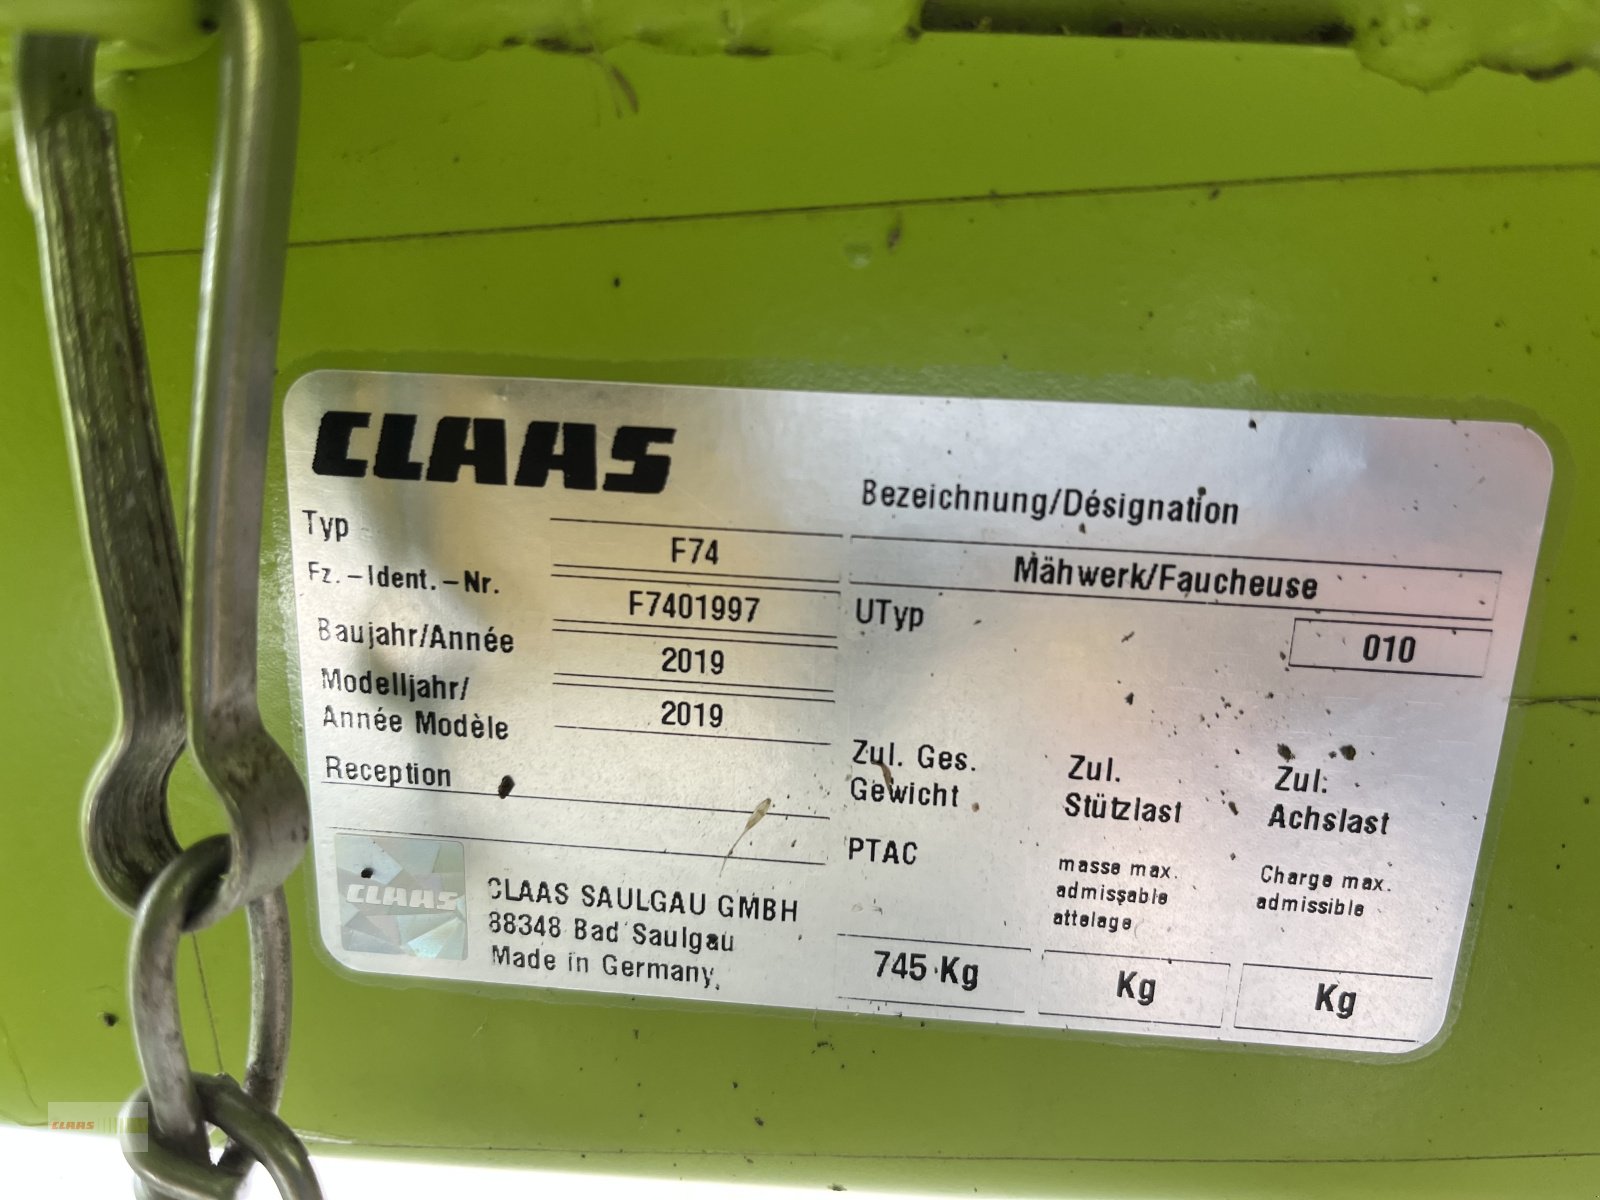 CLAAS
Typ F74
Fz.-Ident.-Nr. F7401997
Baujahr/Année 2019
Modelljahr/
Année Modèle 2019
Reception
Bezeichnung/Désignation
Mähwerk/Faucheuse
UTyp 010
Zul. Ges.
Gewicht
PTAC
745 Kg
Zul.
Stützlast
masse max.
admissable
attelage
Kg
Zul.
Achslast
Charge max.
admissible
Kg
CLAAS
CLAAS SAULGAU GMBH
88348 Bad Saulgau
Made in Germany
CLAAS